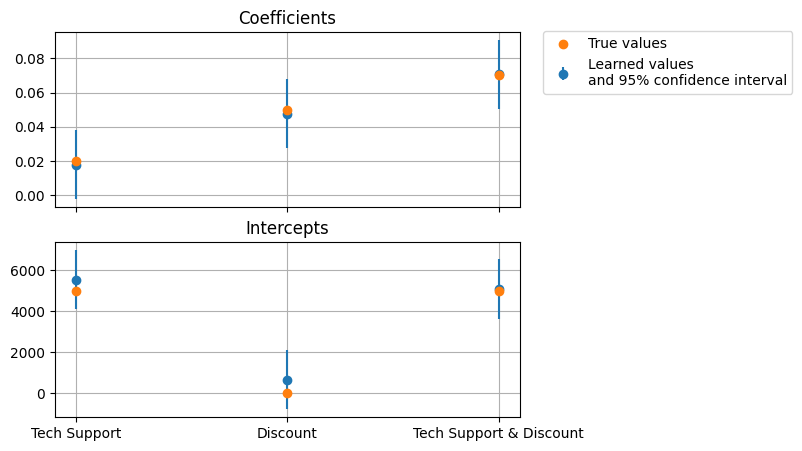 Coefficients
True values
Learned values
and 95% confidence interval
0.08
0.06
0.04
0.02
0.00
Intercepts
6000
4000
2000
0
Tech Support
Discount
Tech Support & Discount